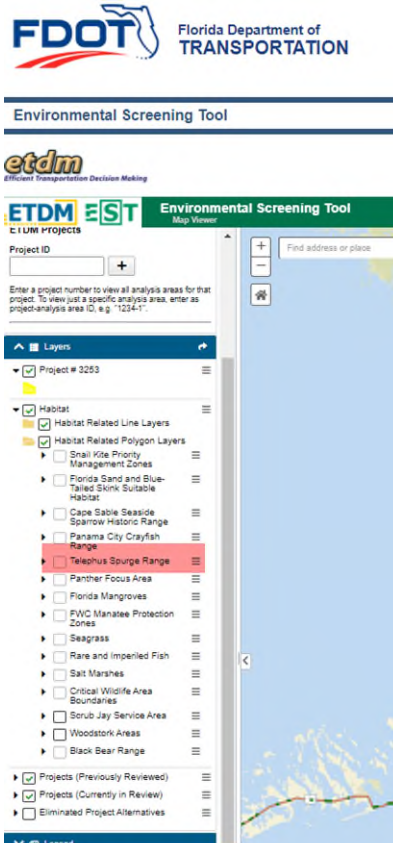 FDOT
Florida Department of
TRANSPORTATION
Environmental Screening Tool
etdm
Efficient Transportation Decision Making
ETDM EST
Environmental Screening Tool
Map Viewer
ETDM Projects
Project ID
+
Enter a project number to view all analysis areas for that
project. To view just a specific analysis area, enter as
project-analysis area ID, e.g. "1234-1".
+
Find address or place
−
Layers
Project # 3253
Habitat
Habitat Related Line Layers
Habitat Related Polygon Layers
Snail Kite Priority
Management Zones
Florida Sand and Blue-
Tailed Skink Suitable
Habitat
Cape Sable Seaside
Sparrow Historic Range
Panama City Crayfish
Range
Telephus Spurge Range
Panther Focus Area
Florida Mangroves
FWC Manatee Protection
Zones
Seagrass
Rare and Imperiled Fish
Salt Marshes
Critical Wildlife Area
Boundaries
Scrub Jay Service Area
Woodstork Areas
Black Bear Range
Projects (Previously Reviewed)
Projects (Currently in Review)
Eliminated Project Alternatives
Legend